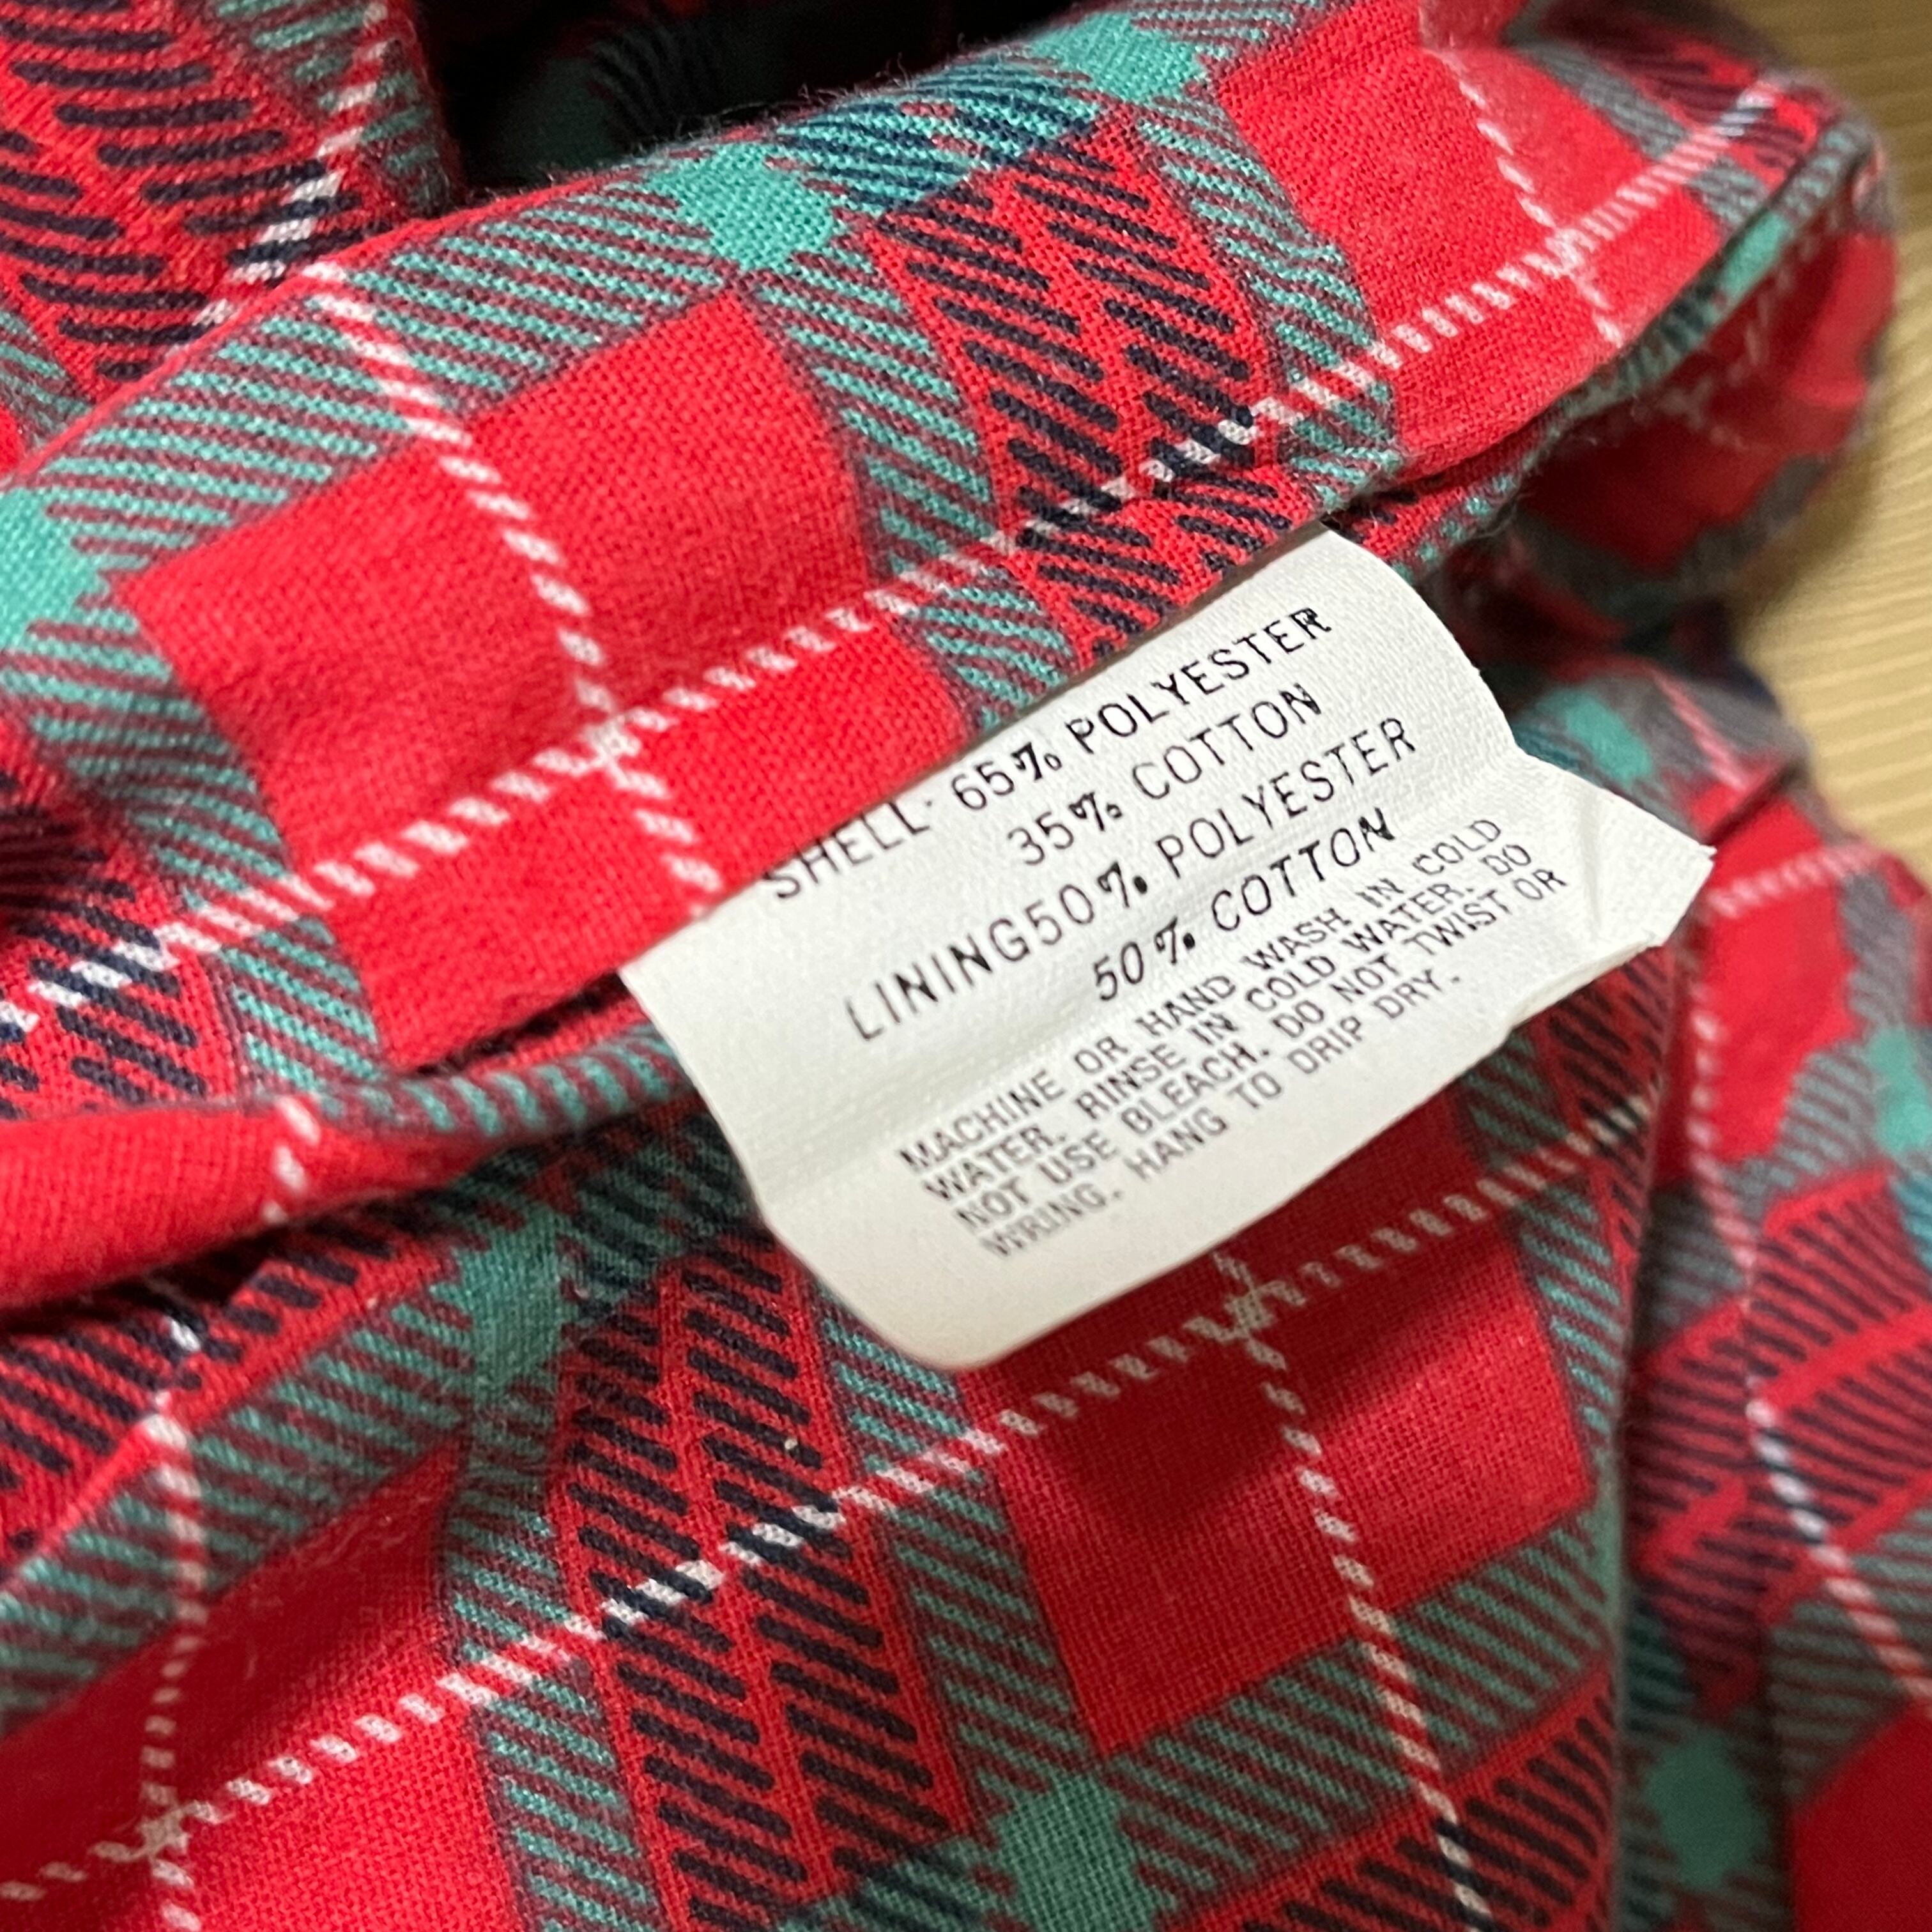 SHELL· 65% POLYESTER
35% COTTON
LINING50% POLYESTER
50% COTTON
MACHINE OR HAND WASH IN COLD
WATER. RINSE IN COLD WATER. DO
NOT USE BLEACH. DO NOT TWIST OR
WRING. HANG TO DRIP DRY.